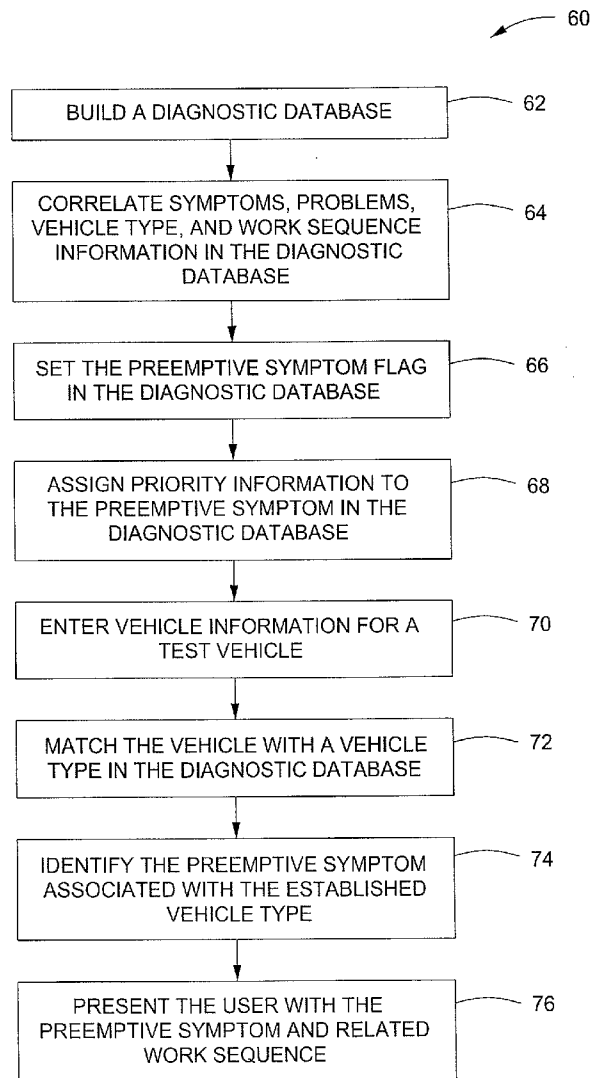 60
BUILD A DIAGNOSTIC DATABASE
62
CORRELATE SYMPTOMS, PROBLEMS,
VEHICLE TYPE, AND WORK SEQUENCE
INFORMATION IN THE DIAGNOSTIC
DATABASE
64
SET THE PREEMPTIVE SYMPTOM FLAG
IN THE DIAGNOSTIC DATABASE
66
ASSIGN PRIORITY INFORMATION TO
THE PREEMPTIVE SYMPTOM IN THE
DIAGNOSTIC DATABASE
68
ENTER VEHICLE INFORMATION FOR A
TEST VEHICLE
70
MATCH THE VEHICLE WITH A VEHICLE
TYPE IN THE DIAGNOSTIC DATABASE
72
IDENTIFY THE PREEMPTIVE SYMPTOM
ASSOCIATED WITH THE ESTABLISHED
VEHICLE TYPE
74
PRESENT THE USER WITH THE
PREEMPTIVE SYMPTOM AND RELATED
WORK SEQUENCE
76